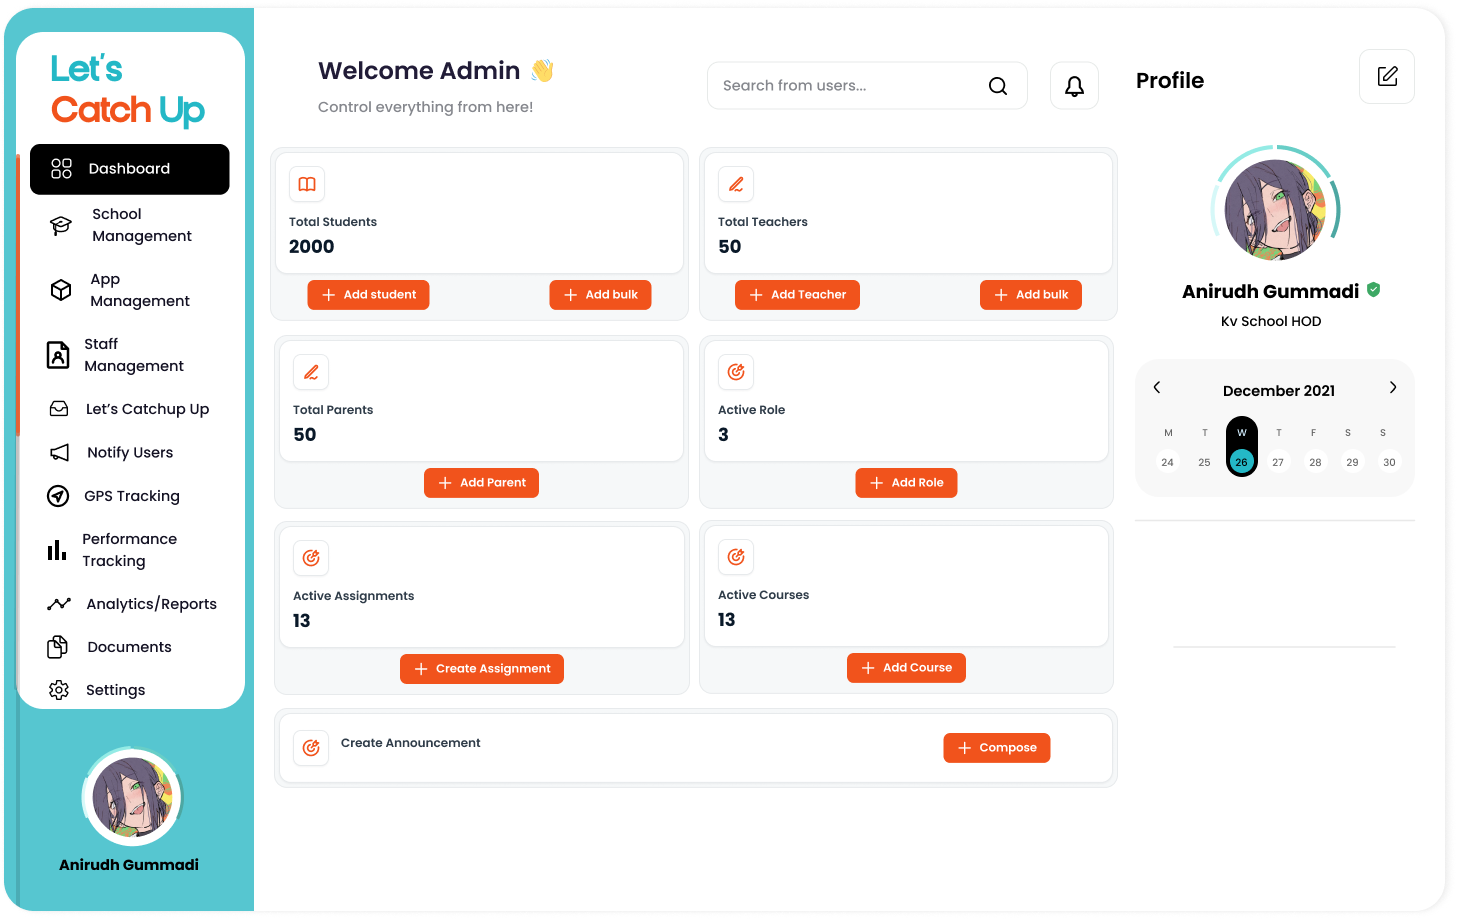 Let's
Catch Up
Dashboard
School
Management
App
Management
Staff
Management
Let's Catchup Up
Notify Users
GPS Tracking
Performance
Tracking
Analytics/Reports
Documents
Settings
Anirudh Gummadi
Welcome Admin 👋
Control everything from here!
Search from users...
Total Students
2000
Add student
Add bulk
Total Teachers
50
Add Teacher
Add bulk
Total Parents
50
Add Parent
Active Role
3
Add Role
Active Assignments
13
Create Assignment
Active Courses
13
Add Course
Create Announcement
Compose
Profile
Anirudh Gummadi
Kv School HOD
December 2021
M T W T F S S
24 25 26 27 28 29 30